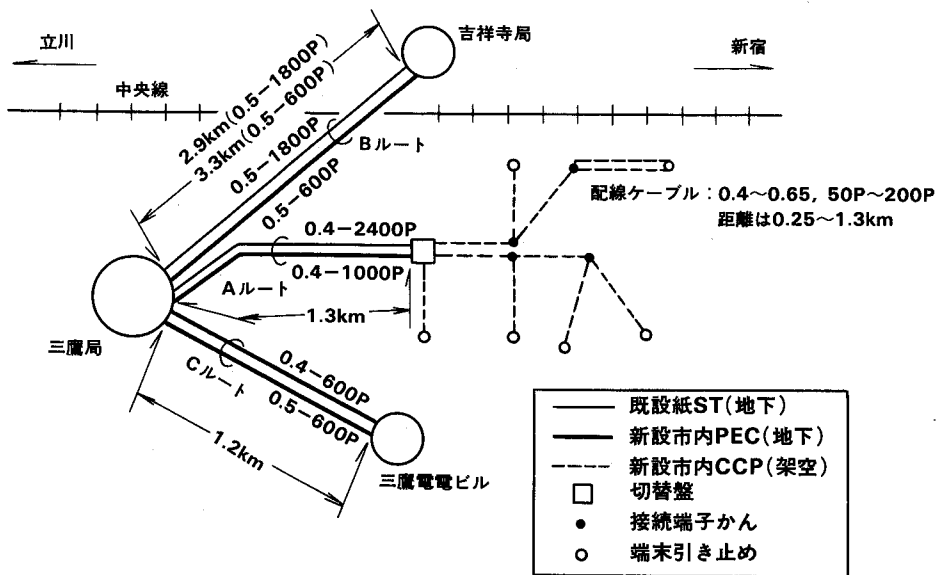 立川
吉祥寺局
新宿
中央線
2.9km(0.5-1800P)
3.3km(0.5-600P)
0.5-1800P
0.5-600P
Bルート
配線ケーブル：0.4～0.65, 50P～200P
距離は0.25～1.3km
0.4-2400P
0.4-1000P
Aルート
1.3km
三鷹局
Cルート
0.4-600P
0.5-600P
1.2km
三鷹電電ビル
既設紙ST(地下)
新設市内PEC(地下)
新設市内CCP(架空)
切替盤
接続端子かん
端末引き止め